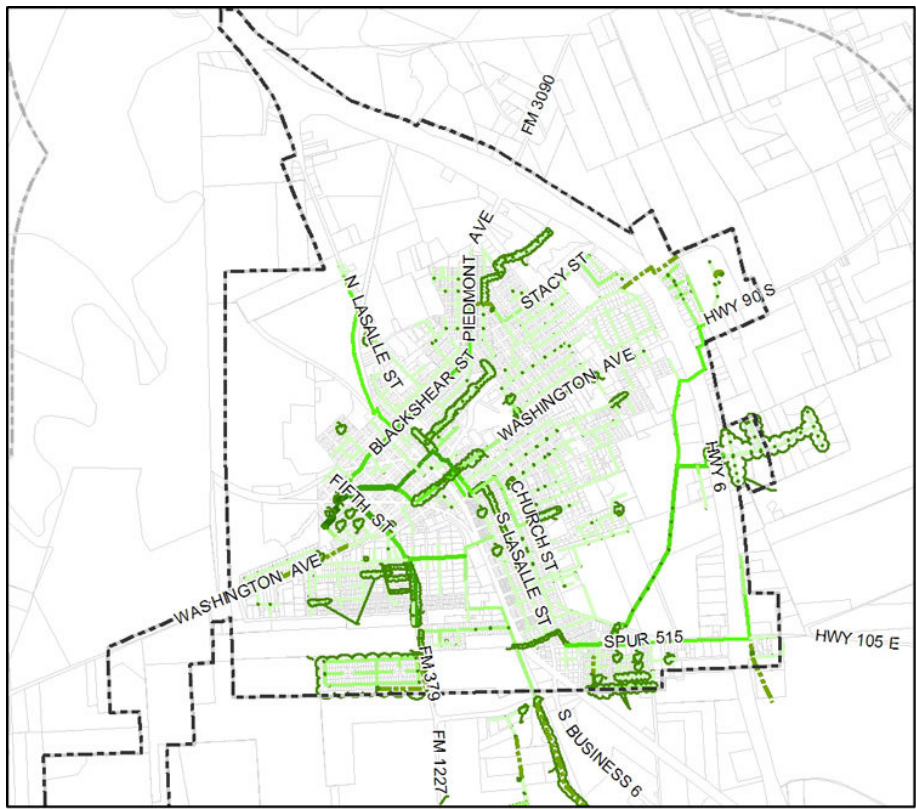 FM 3090
PIEDMONT AVE
STACY ST
HWY 90 S
N LASALLE ST
BLACKSHEAR ST
WASHINGTON AVE
HWY 6
FIFTH ST
CHURCH ST
S LASALLE ST
WASHINGTON AVE
SPUR 515
HWY 105 E
FM 379
S BUSINESS 6
FM 1227